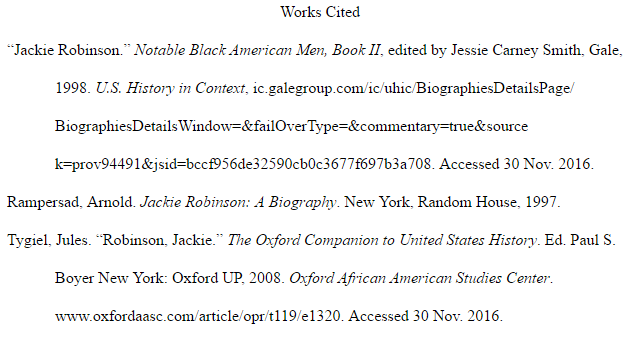 Works Cited
“Jackie Robinson.” Notable Black American Men, Book II, edited by Jessie Carney Smith, Gale,
1998. U.S. History in Context, ic.galegroup.com/ic/uhic/BiographiesDetailsPage/
BiographiesDetailsWindow=&failOverType=&commentary=true&source
k=prov94491&jsid=bccf956de32590cb0c3677f697b3a708. Accessed 30 Nov. 2016.
Rampersad, Arnold. Jackie Robinson: A Biography. New York, Random House, 1997.
Tygiel, Jules. “Robinson, Jackie.” The Oxford Companion to United States History. Ed. Paul S.
Boyer New York: Oxford UP, 2008. Oxford African American Studies Center.
www.oxfordaasc.com/article/opr/t119/e1320. Accessed 30 Nov. 2016.